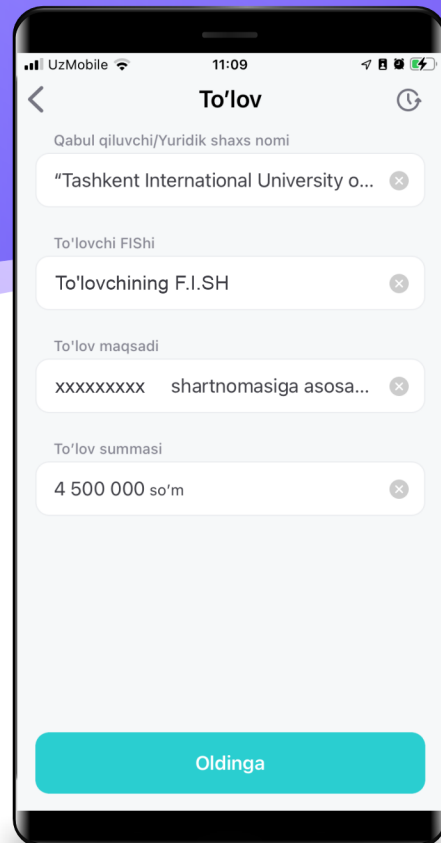 UzMobile 11:09
To'lov
Qabul qiluvchi/Yuridik shaxs nomi
"Tashkent International University o...
To'lovchi FIShi
To'lovchining F.I.SH
To'lov maqsadi
xxxxxxxxx shartnomasiga asosa...
To'lov summasi
4 500 000 so'm
Oldinga